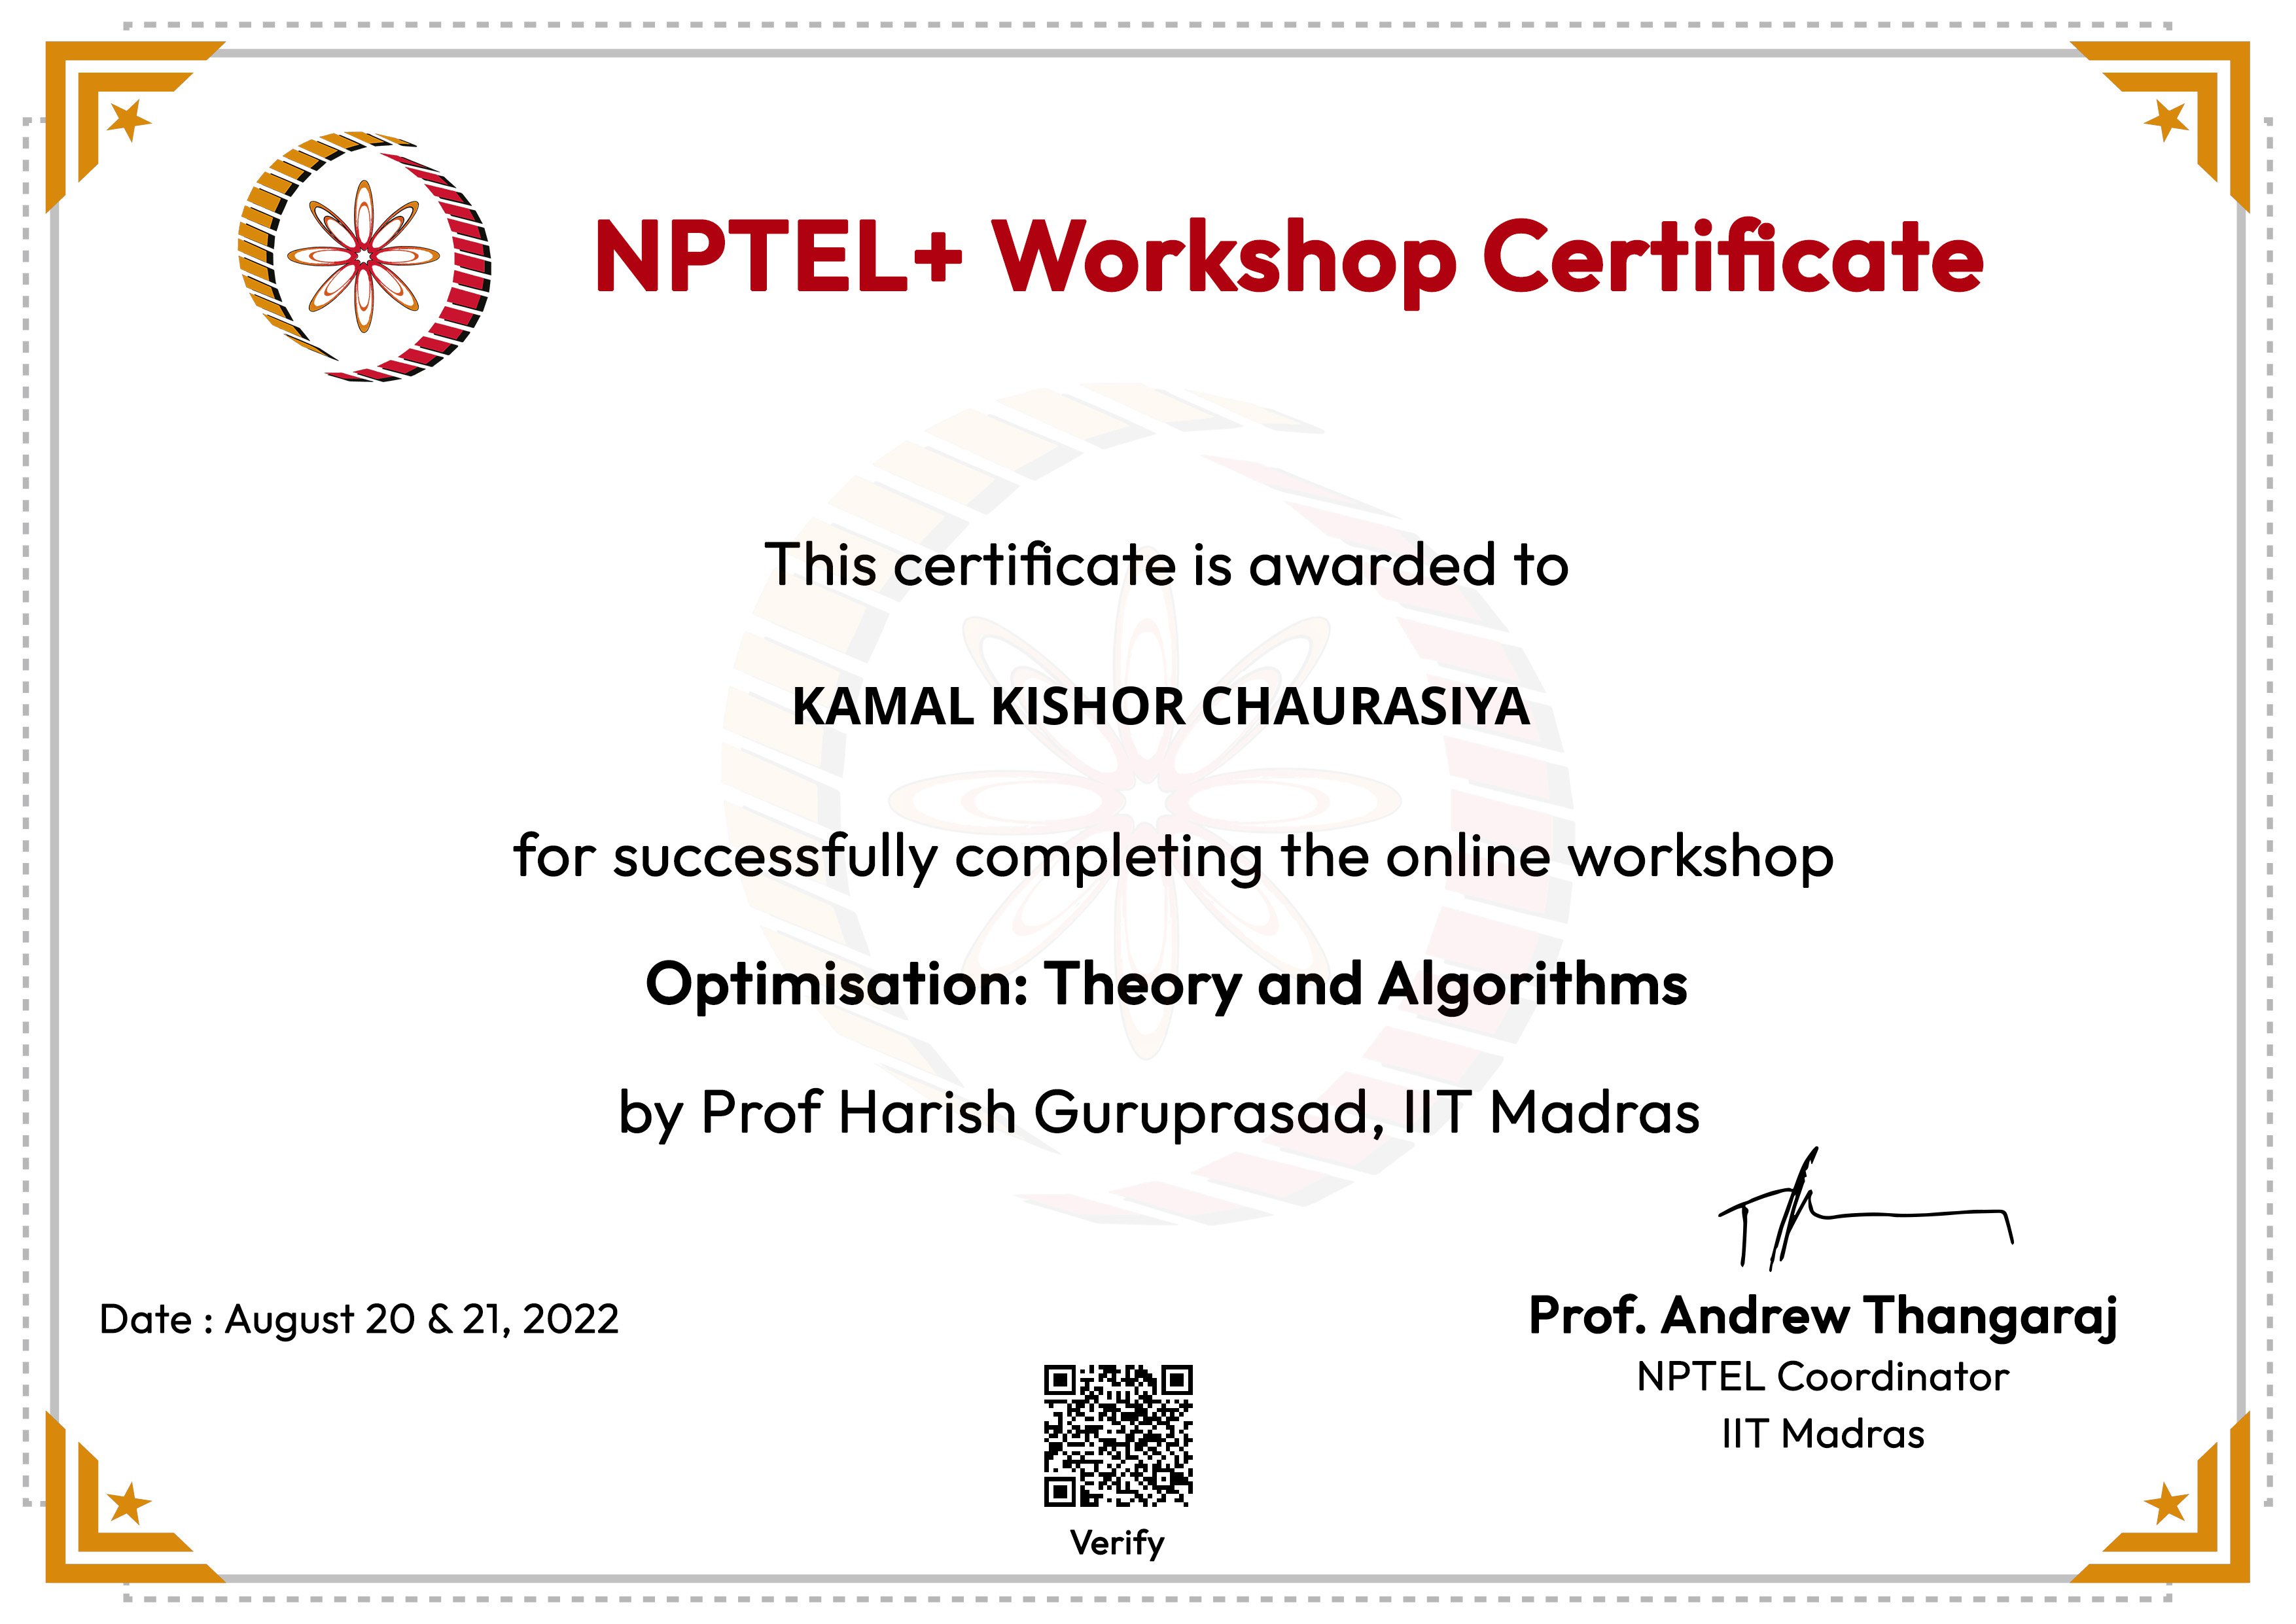 NPTEL+ Workshop Certificate
This certificate is awarded to
KAMAL KISHOR CHAURASIYA
for successfully completing the online workshop
Optimisation: Theory and Algorithms
by Prof Harish Guruprasad, IIT Madras
Date : August 20 & 21, 2022
Prof. Andrew Thangaraj
NPTEL Coordinator
IIT Madras
Verify